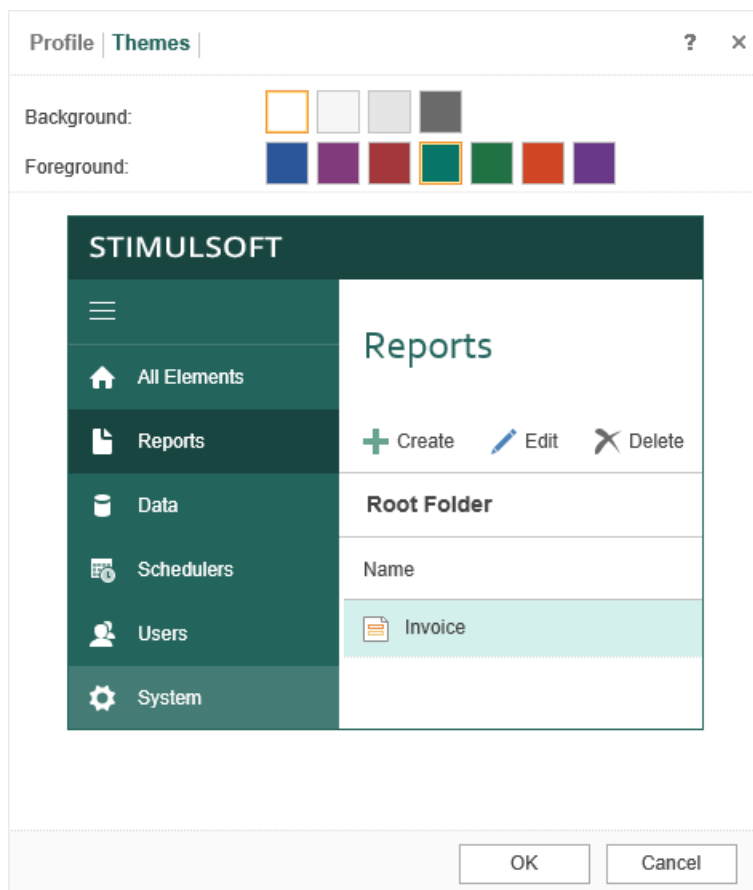 Profile | Themes |
?
×
Background:
Foreground:
STIMULSOFT
All Elements
Reports
Data
Schedulers
Users
System
Reports
Create Edit Delete
Root Folder
Name
Invoice
OK Cancel